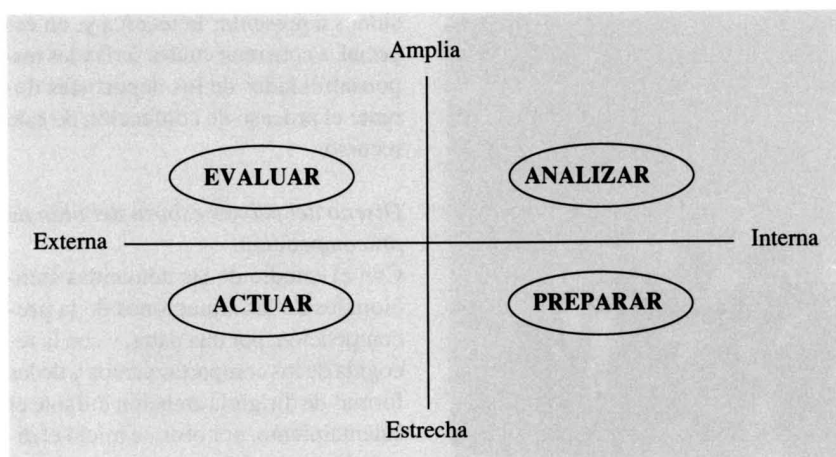 Amplia
EVALUAR ANALIZAR
Externa Interna
ACTUAR PREPARAR
Estrecha